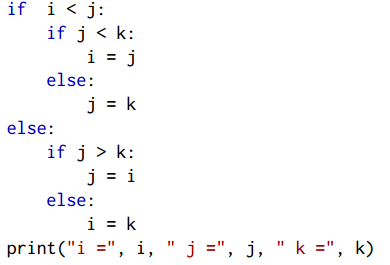 if  i < j:
    if j < k:
        i = j
    else:
        j = k
else:
    if j > k:
        j = i
    else:
        i = k
print("i =", i, " j =", j, " k =", k)